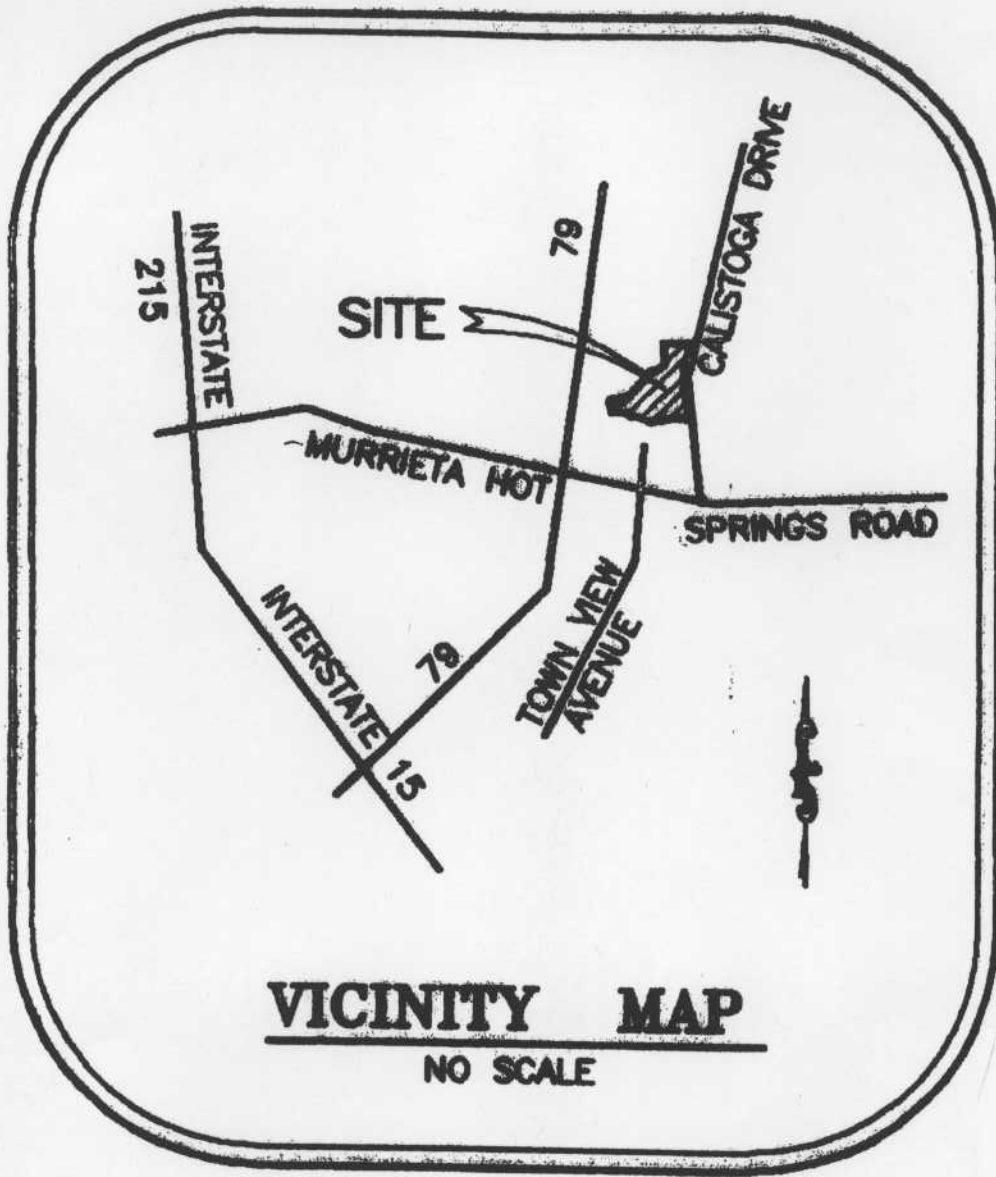 INTERSTATE
215
79
CALISTOGA DRIVE
SITE
MURRIETA HOT
SPRINGS ROAD
INTERSTATE
79
15
TOWN VIEW
AVENUE
VICINITY MAP
NO SCALE